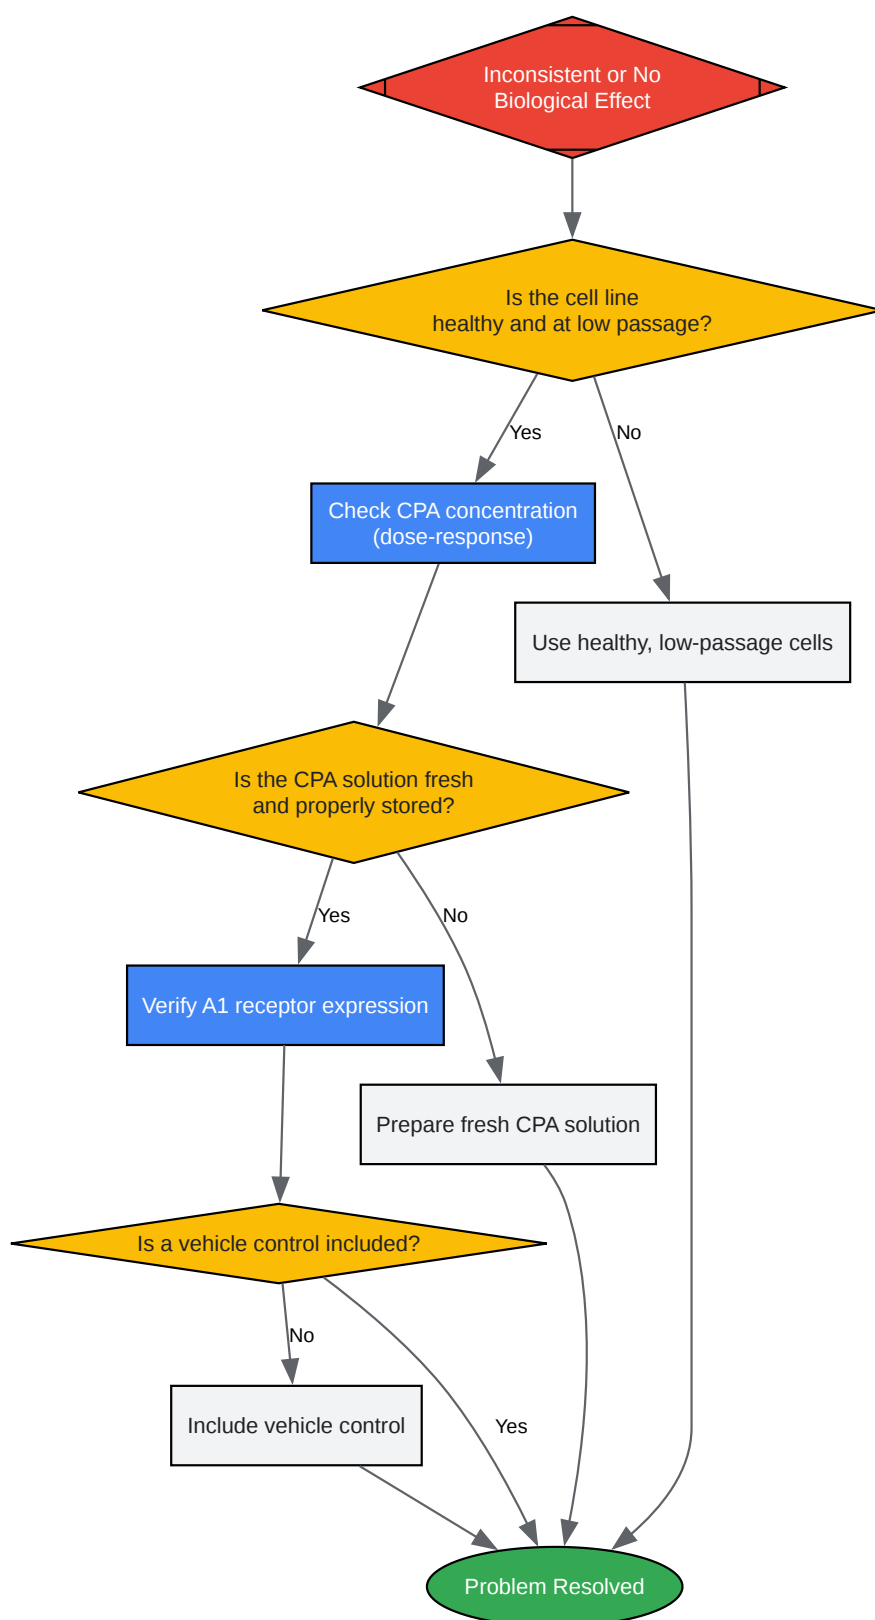 Inconsistent or No
Biological Effect
Is the cell line
healthy and at low passage?
Yes
No
Check CPA concentration
(dose-response)
Use healthy, low-passage cells
Is the CPA solution fresh
and properly stored?
Yes
No
Verify A1 receptor expression
Prepare fresh CPA solution
Is a vehicle control included?
No
Include vehicle control
Yes
Problem Resolved